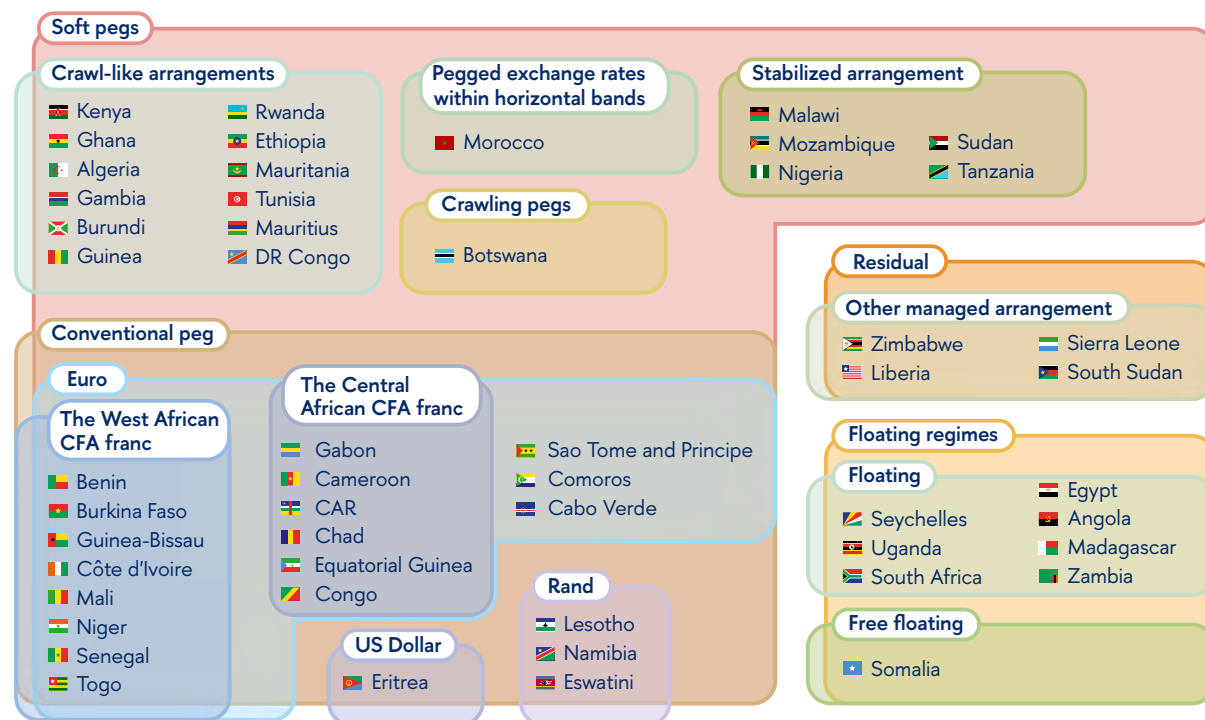 Soft pegs
Crawl-like arrangements
Kenya
Ghana
Algeria
Gambia
Burundi
Guinea
Rwanda
Ethiopia
Mauritania
Tunisia
Mauritius
DR Congo
Pegged exchange rates
within horizontal bands
Morocco
Crawling pegs
Botswana
Stabilized arrangement
Malawi
Mozambique
Nigeria
Sudan
Tanzania
Conventional peg
Euro
The West African
CFA franc
Benin
Burkina Faso
Guinea-Bissau
Côte d'Ivoire
Mali
Niger
Senegal
Togo
The Central
African CFA franc
Gabon
Cameroon
CAR
Chad
Equatorial Guinea
Congo
Sao Tome and Principe
Comoros
Cabo Verde
US Dollar
Eritrea
Rand
Lesotho
Namibia
Eswatini
Residual
Other managed arrangement
Zimbabwe
Liberia
Sierra Leone
South Sudan
Floating regimes
Floating
Seychelles
Uganda
South Africa
Egypt
Angola
Madagascar
Zambia
Free floating
Somalia